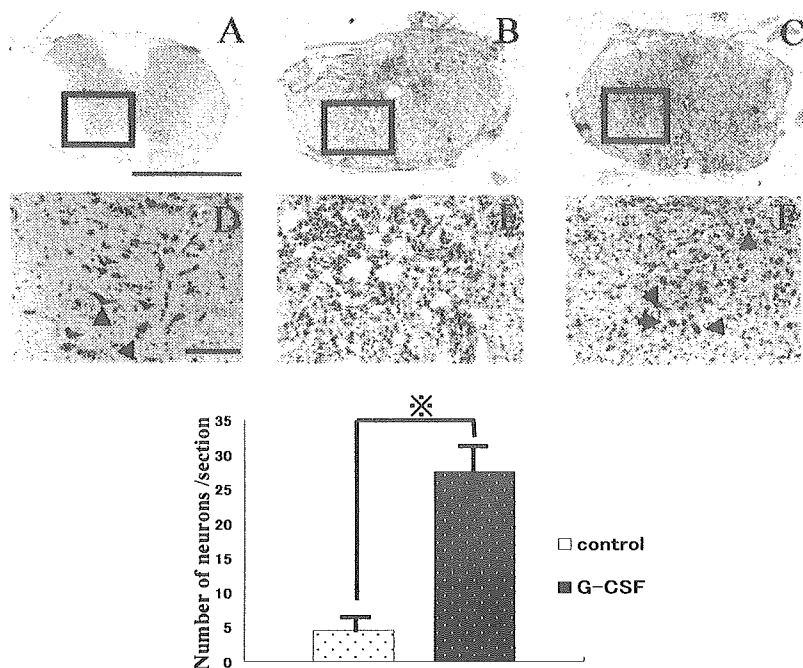 A
B
C
D
E
F
Number of neurons /section
35
30
25
20
15
10
5
0
※
control
G-CSF